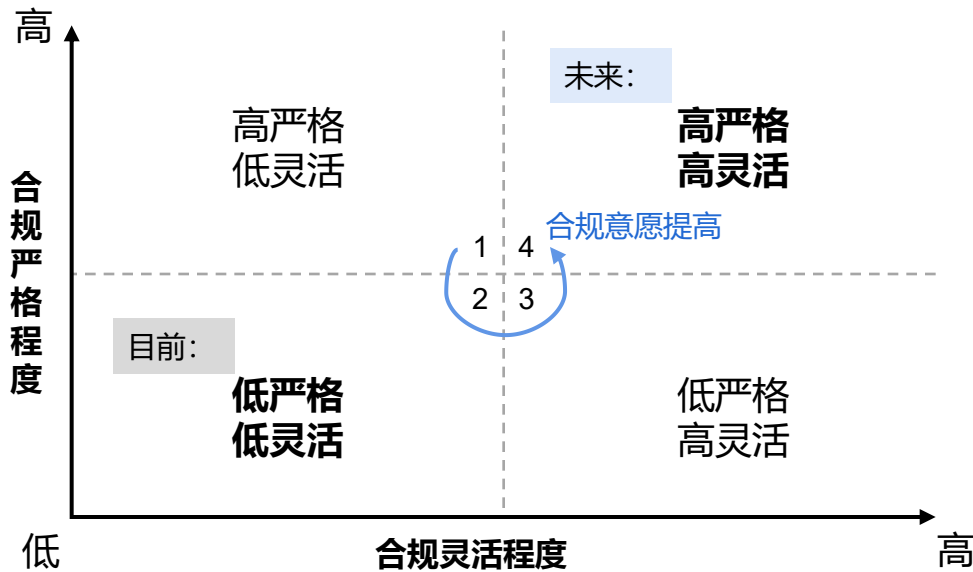 高
未来：
高严格
低灵活
高严格
高灵活
合规严格程度
合规意愿提高
1
4
2
3
目前：
低严格
低灵活
低严格
高灵活
低
合规灵活程度
高